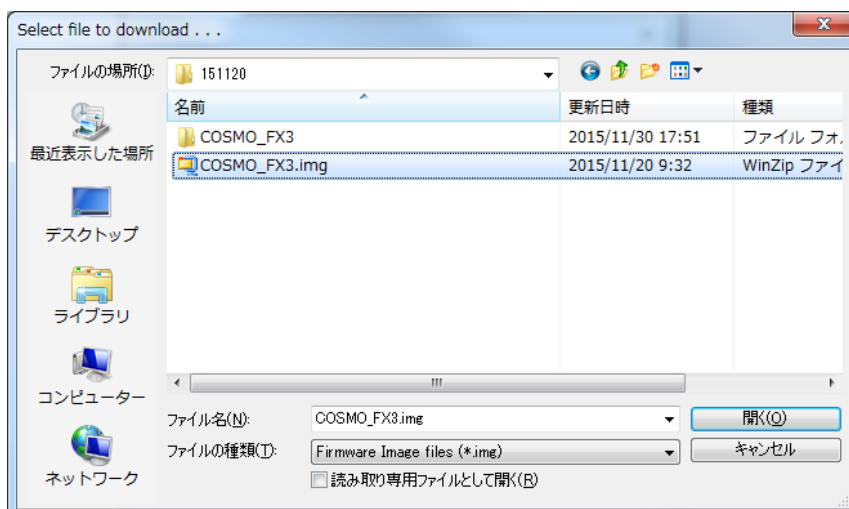 Select file to download . . .
ファイルの場所(I):
151120
名前
更新日時
種類
COSMO_FX3
2015/11/30 17:51
ファイル フォ
COSMO_FX3.img
2015/11/20 9:32
WinZip ファイ
最近表示した場所
デスクトップ
ライブラリ
コンピューター
ネットワーク
ファイル名(N):
COSMO_FX3.img
開く(O)
ファイルの種類(T):
Firmware Image files (*.img)
キャンセル
読み取り専用ファイルとして開く(R)